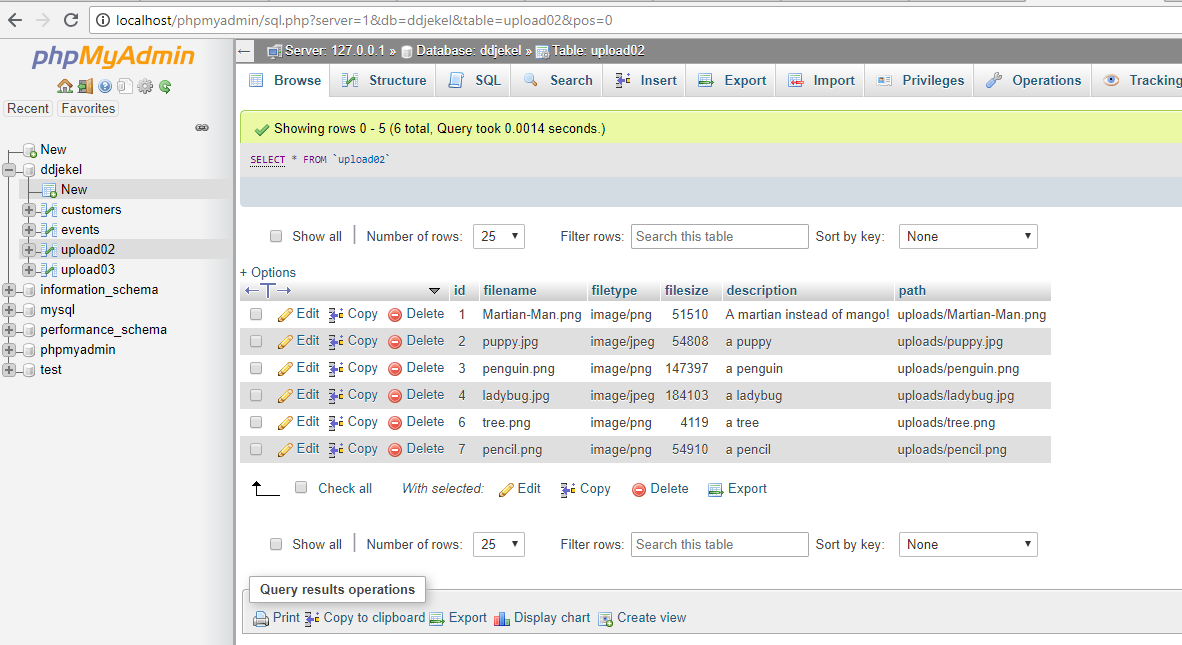 localhost/phpmyadmin/sql.php?server=1&db=ddjekel&table=upload02&pos=0
phpMyAdmin
Recent Favorites
New
ddjekel
New
customers
events
upload02
upload03
information_schema
mysql
performance_schema
phpmyadmin
test
Server: 127.0.0.1 » Database: ddjekel » Table: upload02
Browse Structure SQL Search Insert Export Import Privileges Operations Tracking
Showing rows 0 - 5 (6 total, Query took 0.0014 seconds.)
SELECT * FROM `upload02`
Show all Number of rows: 25 Filter rows: Search this table Sort by key: None
+ Options
←T→ id filename filetype filesize description path
Edit Copy Delete 1 Martian-Man.png image/png 51510 A martian instead of mango! uploads/Martian-Man.png
Edit Copy Delete 2 puppy.jpg image/jpeg 54808 a puppy uploads/puppy.jpg
Edit Copy Delete 3 penguin.png image/png 147397 a penguin uploads/penguin.png
Edit Copy Delete 4 ladybug.jpg image/jpeg 184103 a ladybug uploads/ladybug.jpg
Edit Copy Delete 6 tree.png image/png 4119 a tree uploads/tree.png
Edit Copy Delete 7 pencil.png image/png 54910 a pencil uploads/pencil.png
Check all With selected: Edit Copy Delete Export
Show all Number of rows: 25 Filter rows: Search this table Sort by key: None
Query results operations
Print Copy to clipboard Export Display chart Create view